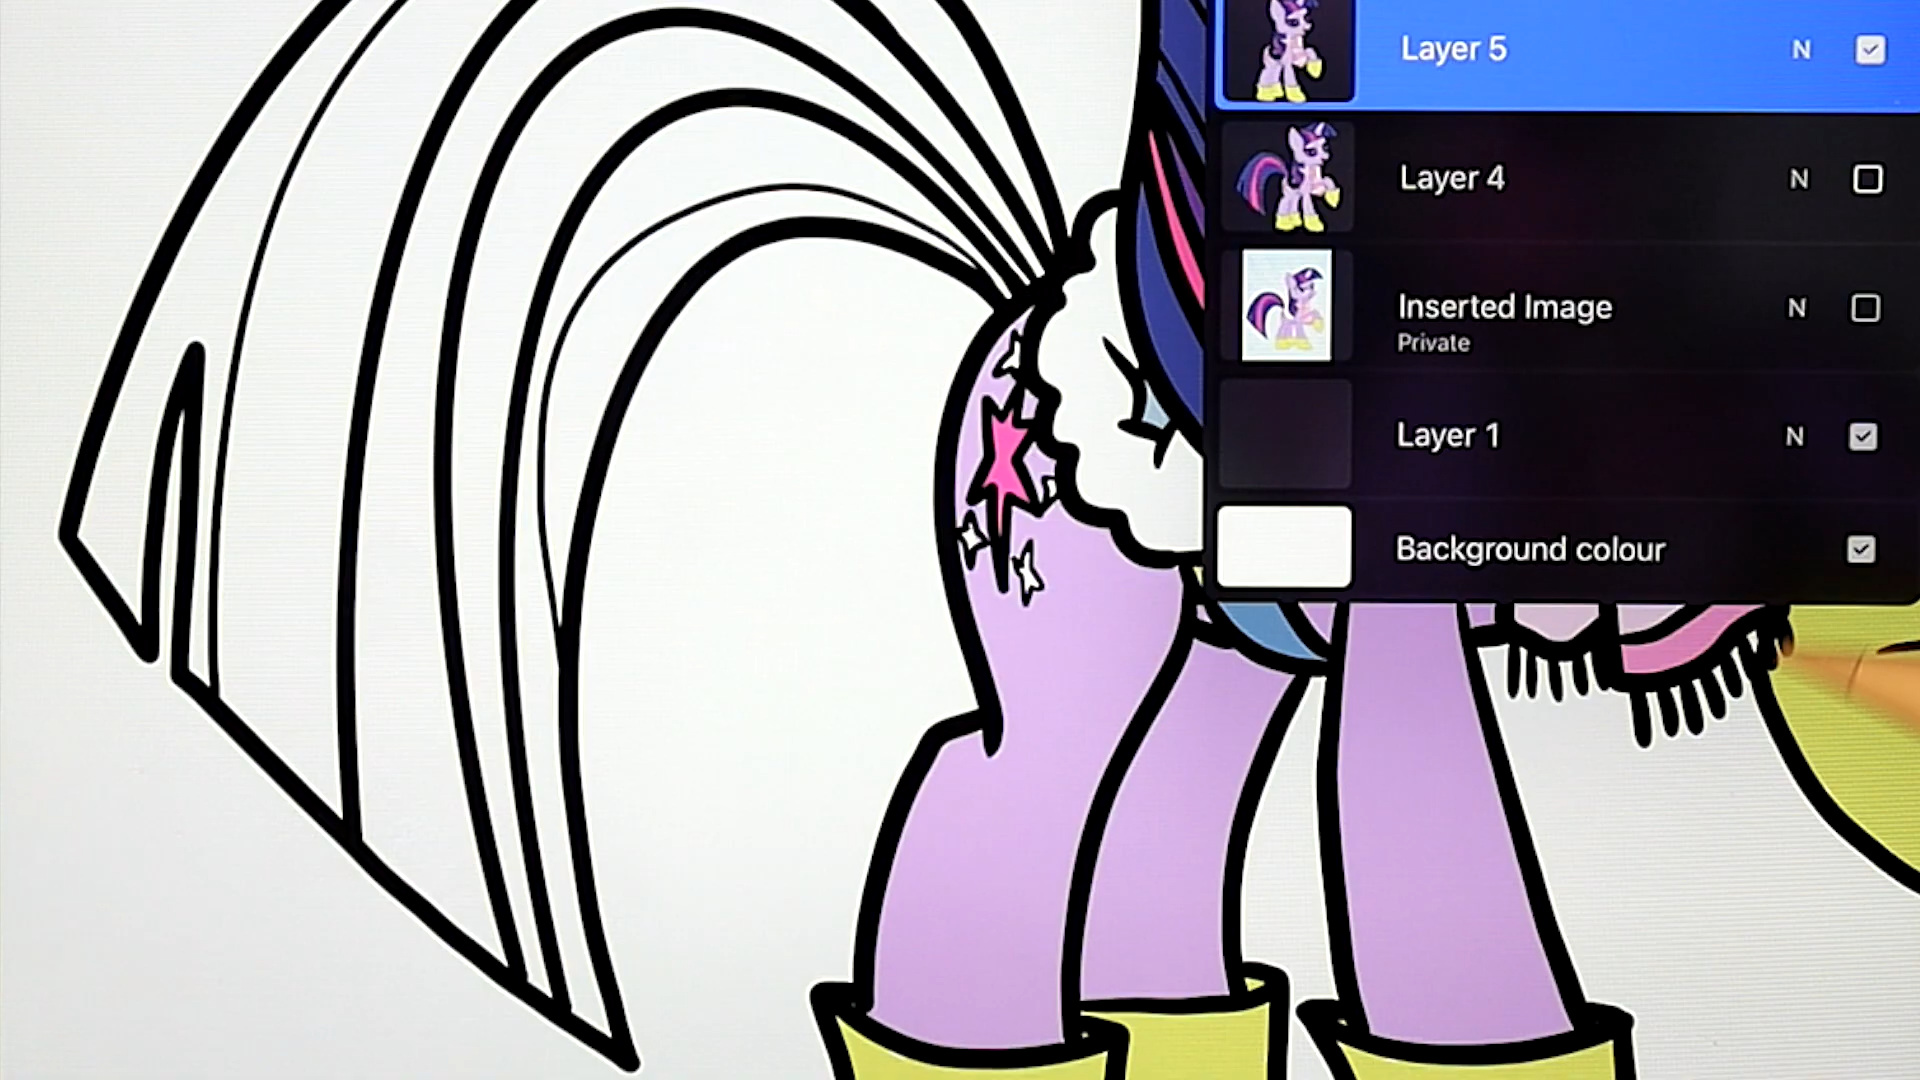 Layer 5 N
Layer 4 N
Inserted Image N
Private
Layer 1 N
Background colour